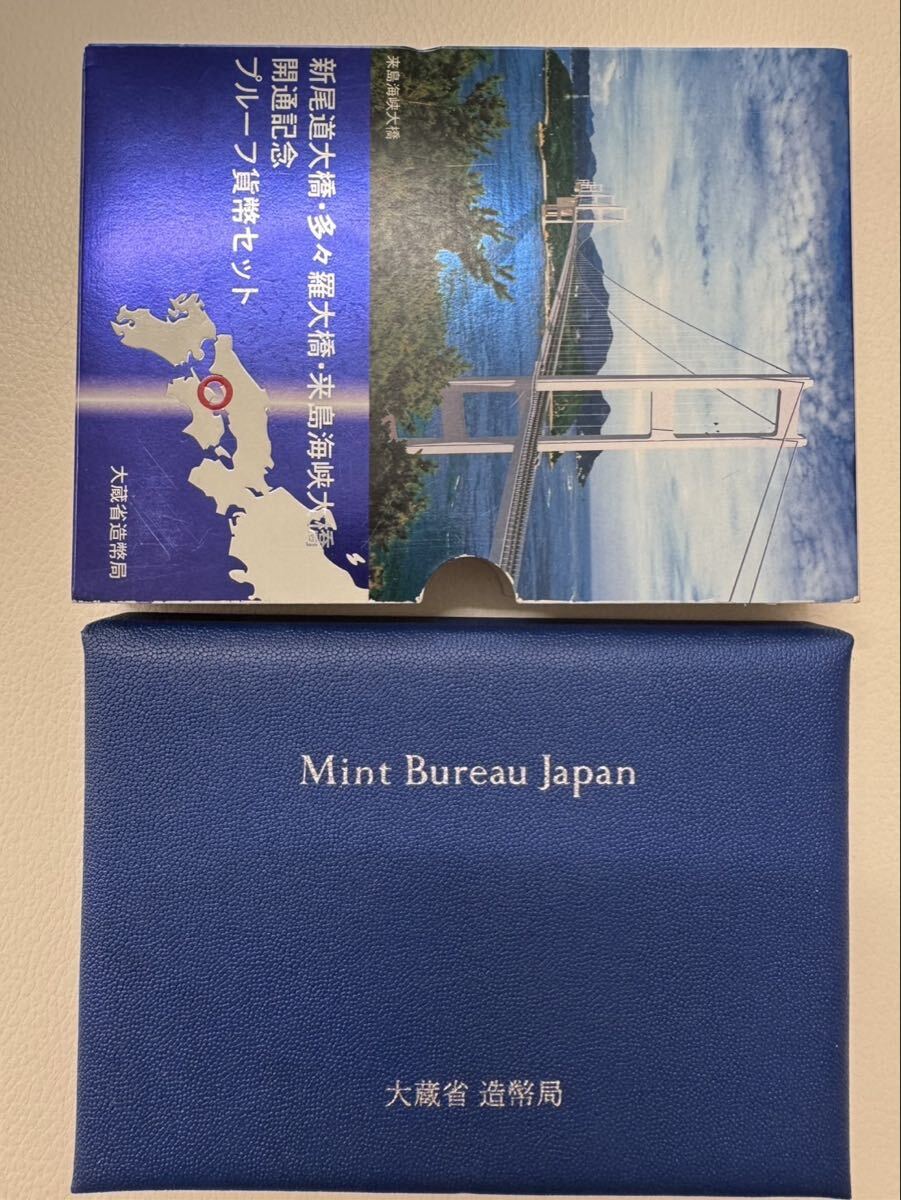 新尾道大橋・多々羅大橋・来島海峡大橋
開通記念
プルーフ貨幣セット
大蔵省造幣局
来島海峡大橋
Mint Bureau Japan
大蔵省 造幣局